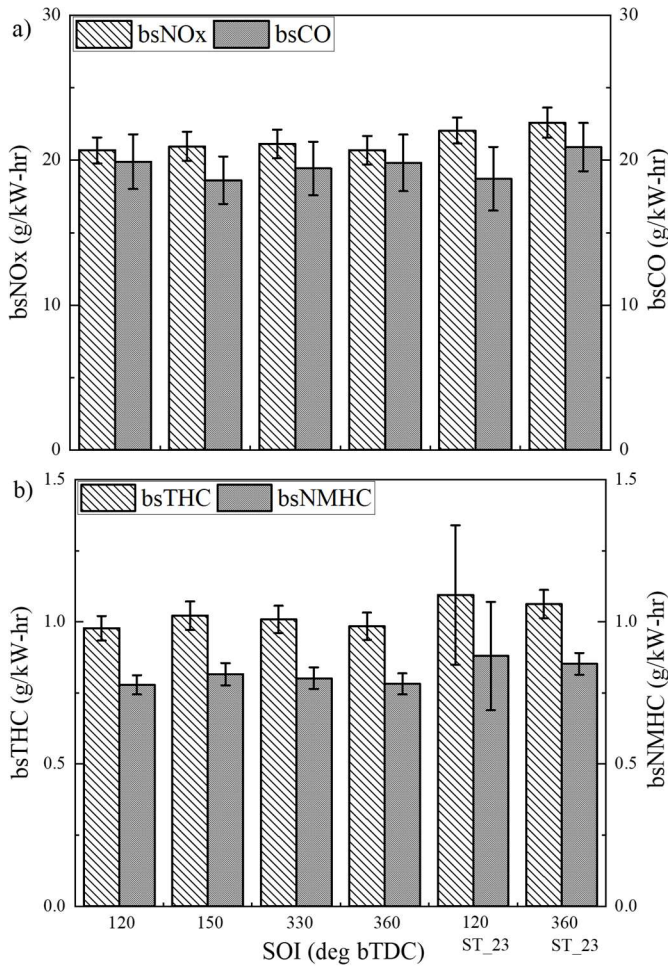 a)
bsNOx bsCO
30 30
20 20
10 10
0 0
bsNOx (g/kW-hr)
bsCO (g/kW-hr)
b)
bsTHC bsNMHC
1.5 1.5
1.0 1.0
0.5 0.5
0.0 0.0
bsTHC (g/kW-hr)
bsNMHC (g/kW-hr)
120 150 330 360 120 360
ST_23 ST_23
SOI (deg bTDC)